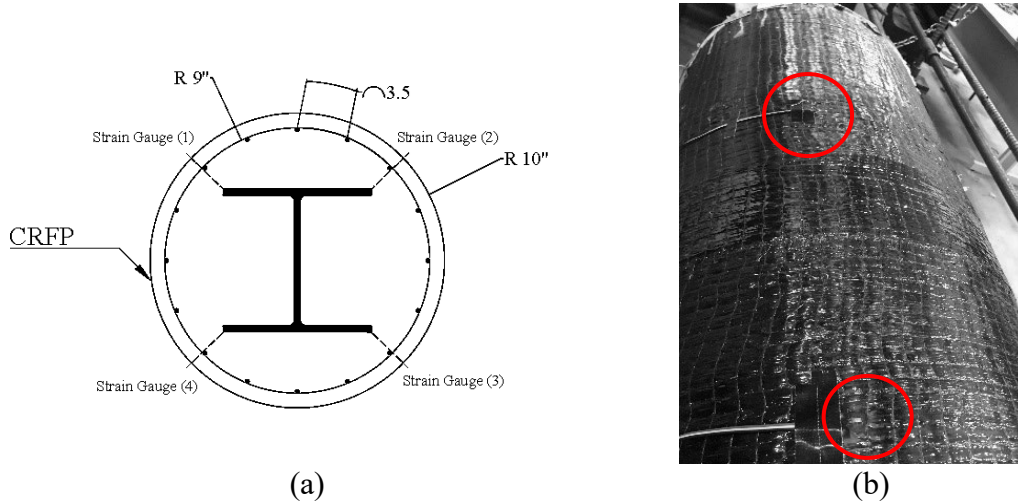 R 9"
3.5
Strain Gauge (1)
Strain Gauge (2)
R 10"
CRFP
Strain Gauge (4)
Strain Gauge (3)
(a)
(b)